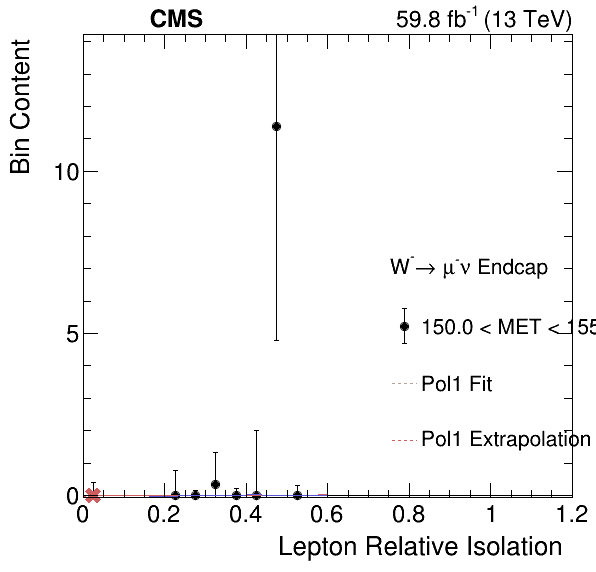 CMS 59.8 fb⁻¹ (13 TeV)
Bin Content
10
5
0
W⁻→ μ⁻ν Endcap
150.0 < MET < 155
Pol1 Fit
Pol1 Extrapolation
0 0.2 0.4 0.6 0.8 1 1.2
Lepton Relative Isolation